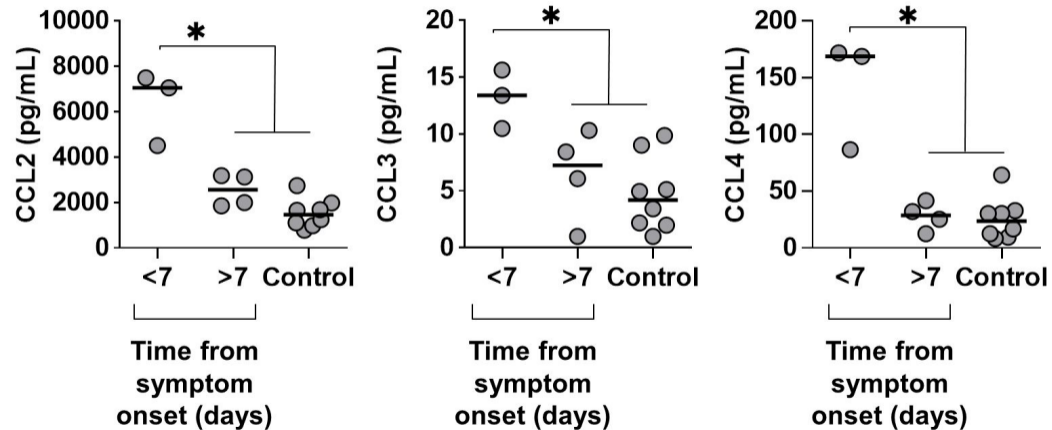 CCL2 (pg/mL)
10000
8000
6000
4000
2000
0
*
<7 >7 Control
Time from
symptom
onset (days)
CCL3 (pg/mL)
20
15
10
5
0
*
<7 >7 Control
Time from
symptom
onset (days)
CCL4 (pg/mL)
200
150
100
50
0
*
<7 >7 Control
Time from
symptom
onset (days)